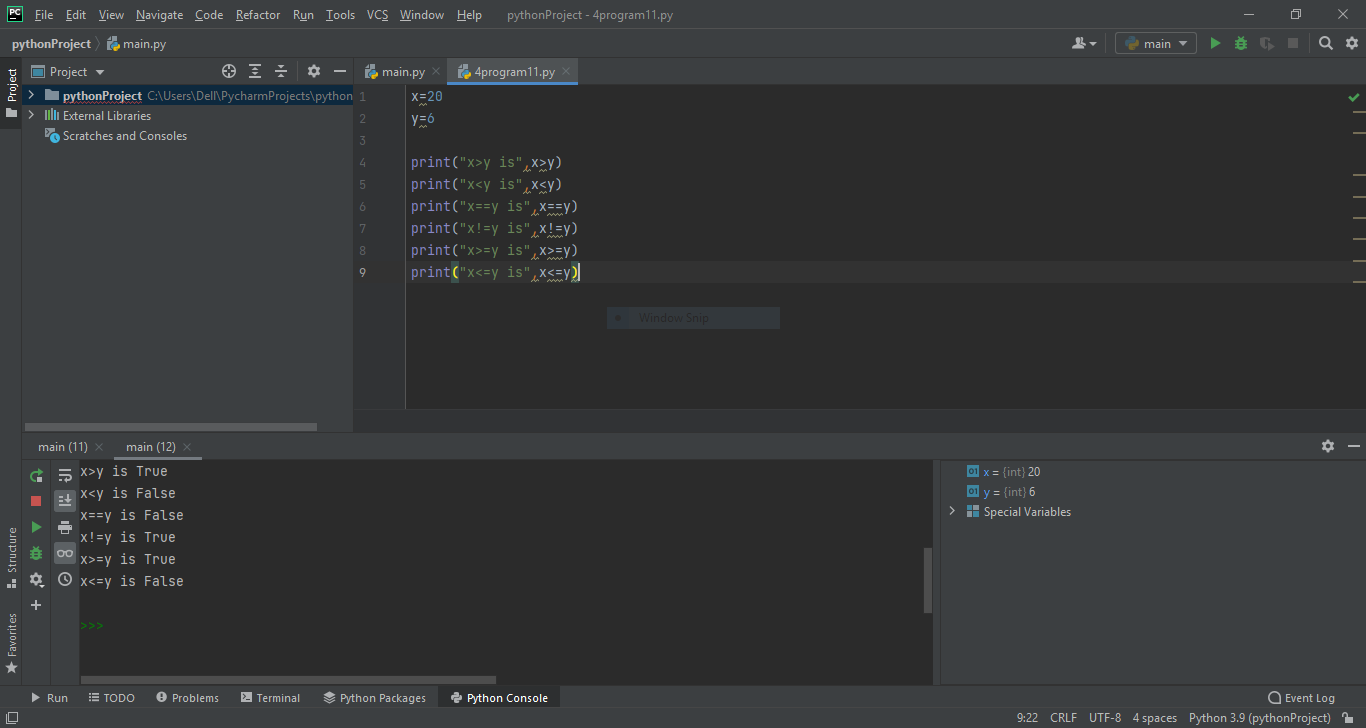 PC File Edit View Navigate Code Refactor Run Tools VCS Window Help pythonProject - 4program11.py
pythonProject main.py main
Project Project main.py 4program11.py
pythonProject C:\Users\Dell\PycharmProjects\python
External Libraries
Scratches and Consoles
1 x=20
2 y=6
3
4 print("x>y is",x>y)
5 print("x<y is",x<y)
6 print("x==y is",x==y)
7 print("x!=y is",x!=y)
8 print("x>=y is",x>=y)
9 print("x<=y is",x<=y)
Window Snip
main (11) main (12)
x>y is True
x<y is False
x==y is False
x!=y is True
x>=y is True
x<=y is False
>>>
01 x = {int} 20
01 y = {int} 6
Special Variables
Structure
Favorites
Run TODO Problems Terminal Python Packages Python Console Event Log
9:22 CRLF UTF-8 4 spaces Python 3.9 (pythonProject)